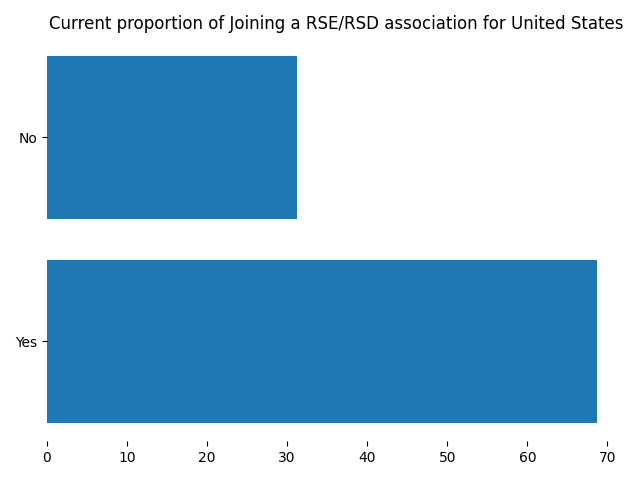 Current proportion of Joining a RSE/RSD association for United States
No
Yes
0 10 20 30 40 50 60 70